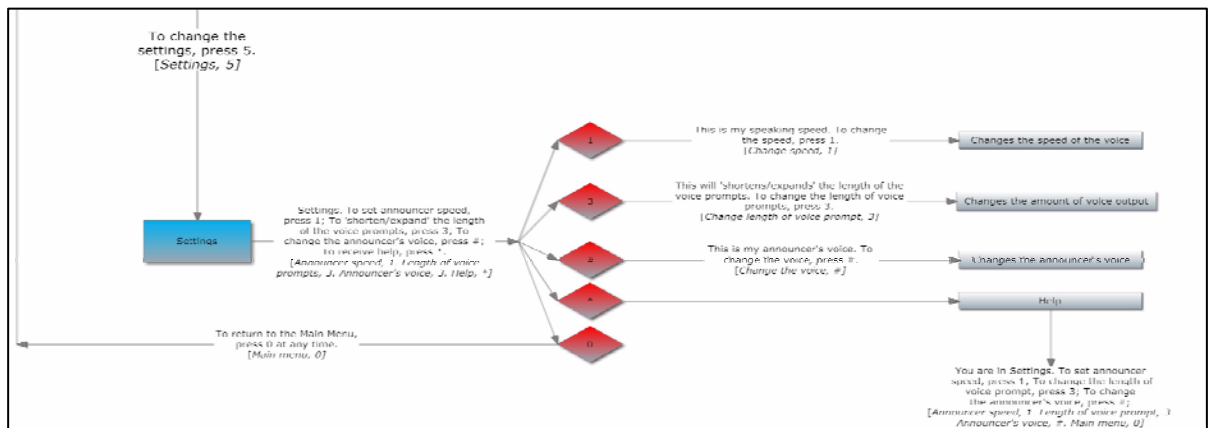 To change the
settings, press 5.
[Settings, 5]
Settings
Settings. To set announcer speed,
press 1; To 'shorten/expand' the length
of the voice prompts, press 3, To
change the announcer's voice, press #;
to receive help, press *.
[Announcer speed, 1. Length of voice
prompts, 3. Announcer's voice, 3. Help, *]
1
This is my speaking speed. To change
the speed, press 1.
[Change speed, 1]
Changes the speed of the voice
3
This will 'shortens/expands' the length of the
voice prompts. To change the length of voice
prompts, press 3.
[Change length of voice prompt, 3]
Changes the amount of voice output
#
This is my announcer's voice. To
change the voice, press #.
[Change the voice, #]
Changes the announcer's voice
*
Help
0
To return to the Main Menu,
press 0 at any time.
[Main menu, 0]
You are in Settings. To set announcer
speed, press 1, To change the length of
voice prompt, press 3; To change
the announcer's voice, press #;
[Announcer speed, 1. Length of voice prompt, 3
Announcer's voice, #. Main menu, 0]